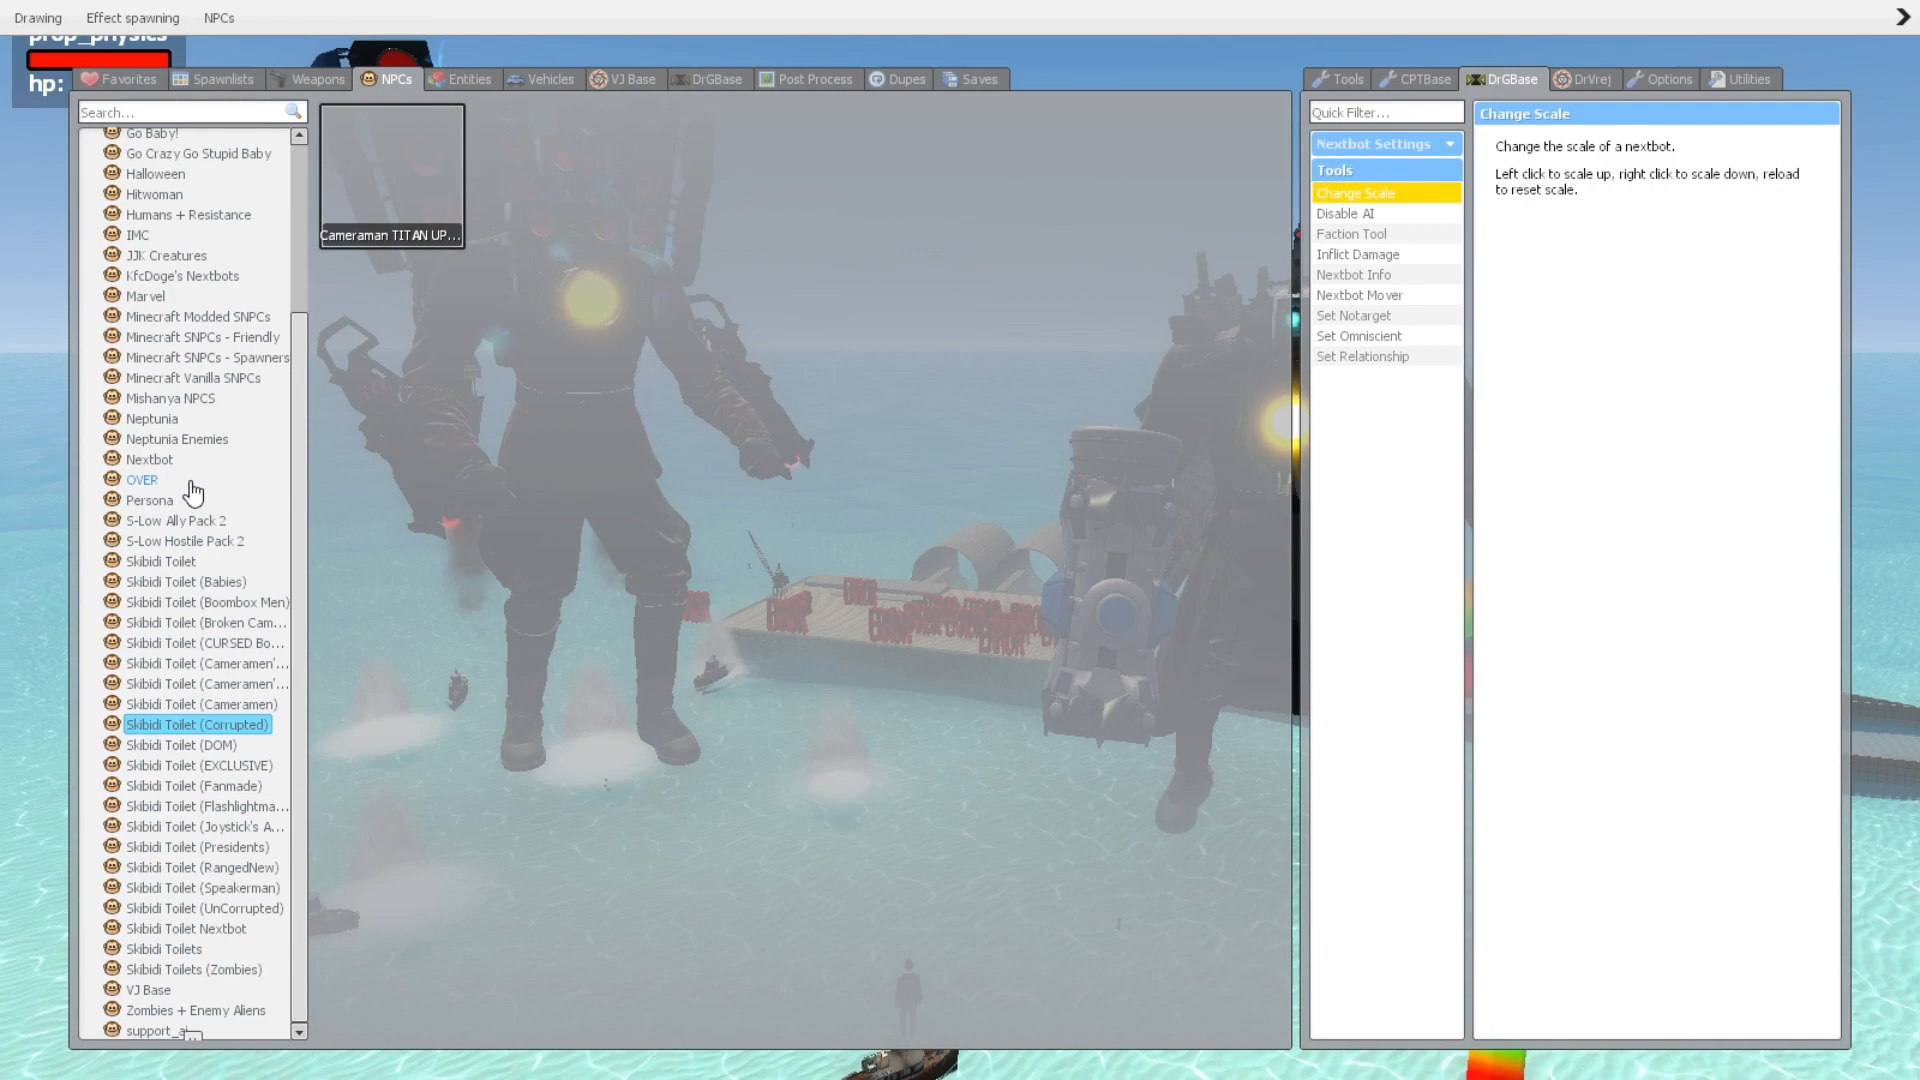 Drawing
Effect spawning
NPCs
prop_physics
hp:
Favorites
Spawnlists
Weapons
NPCs
Entities
Vehicles
VJ Base
DrGBase
Post Process
Dupes
Saves
Search...
Go Baby!
Go Crazy Go Stupid Baby
Halloween
Hitwoman
Humans + Resistance
IMC
JJK Creatures
KfcDoge's Nextbots
Marvel
Minecraft Modded SNPCs
Minecraft SNPCs - Friendly
Minecraft SNPCs - Spawners
Minecraft Vanilla SNPCs
Mishanya NPCS
Neptunia
Neptunia Enemies
Nextbot
OVER
Persona
S-Low Ally Pack 2
S-Low Hostile Pack 2
Skibidi Toilet
Skibidi Toilet (Babies)
Skibidi Toilet (Boombox Men)
Skibidi Toilet (Broken Cam...
Skibidi Toilet (CURSED Bo...
Skibidi Toilet (Cameramen'...
Skibidi Toilet (Cameramen'...
Skibidi Toilet (Cameramen)
Skibidi Toilet (Corrupted)
Skibidi Toilet (DOM)
Skibidi Toilet (EXCLUSIVE)
Skibidi Toilet (Fanmade)
Skibidi Toilet (Flashlightma...
Skibidi Toilet (Joystick's A...
Skibidi Toilet (Presidents)
Skibidi Toilet (RangedNew)
Skibidi Toilet (Speakerman)
Skibidi Toilet (UnCorrupted)
Skibidi Toilet Nextbot
Skibidi Toilets
Skibidi Toilets (Zombies)
VJ Base
Zombies + Enemy Aliens
support_ai
Cameraman TITAN UP...
Tools
CPTBase
DrGBase
DrVrej
Options
Utilities
Quick Filter...
Nextbot Settings
Tools
Change Scale
Disable AI
Faction Tool
Inflict Damage
Nextbot Info
Nextbot Mover
Set Notarget
Set Omniscient
Set Relationship
Change Scale
Change the scale of a nextbot.
Left click to scale up, right click to scale down, reload
to reset scale.